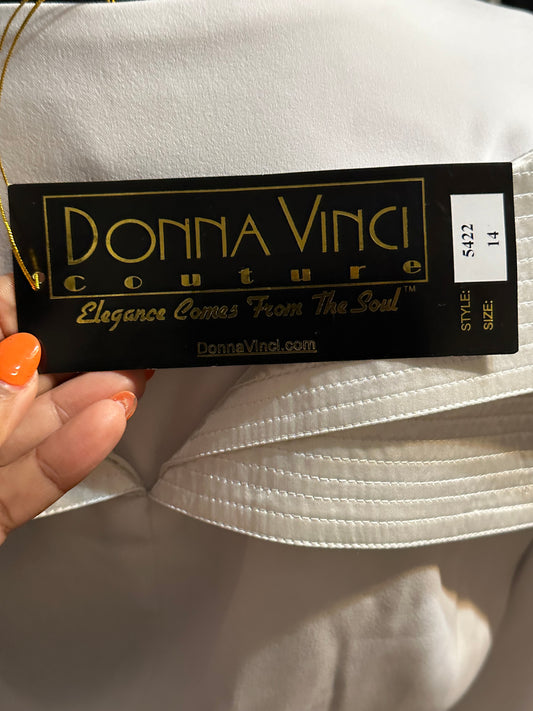 DONNA VINCI
couture
Elegance Comes From The Soul™
DonnaVinci.com
STYLE: 5422
SIZE: 14